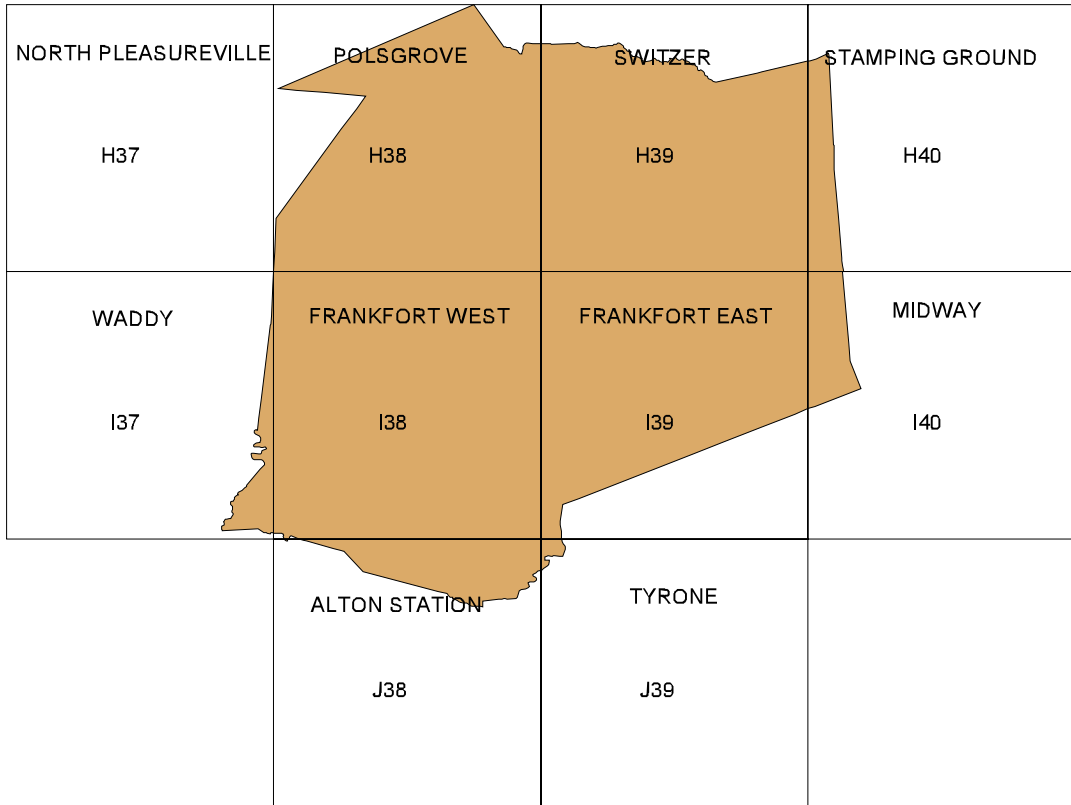 NORTH PLEASUREVILLE
POLSGROVE
SWITZER
STAMPING GROUND
H37
H38
H39
H40
WADDY
FRANKFORT WEST
FRANKFORT EAST
MIDWAY
I37
I38
I39
I40
ALTON STATION
TYRONE
J38
J39